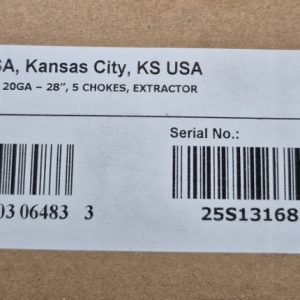 SA, Kansas City, KS USA
20GA – 28”, 5 CHOKES, EXTRACTOR
Serial No.:
03 06483 3
25S13168